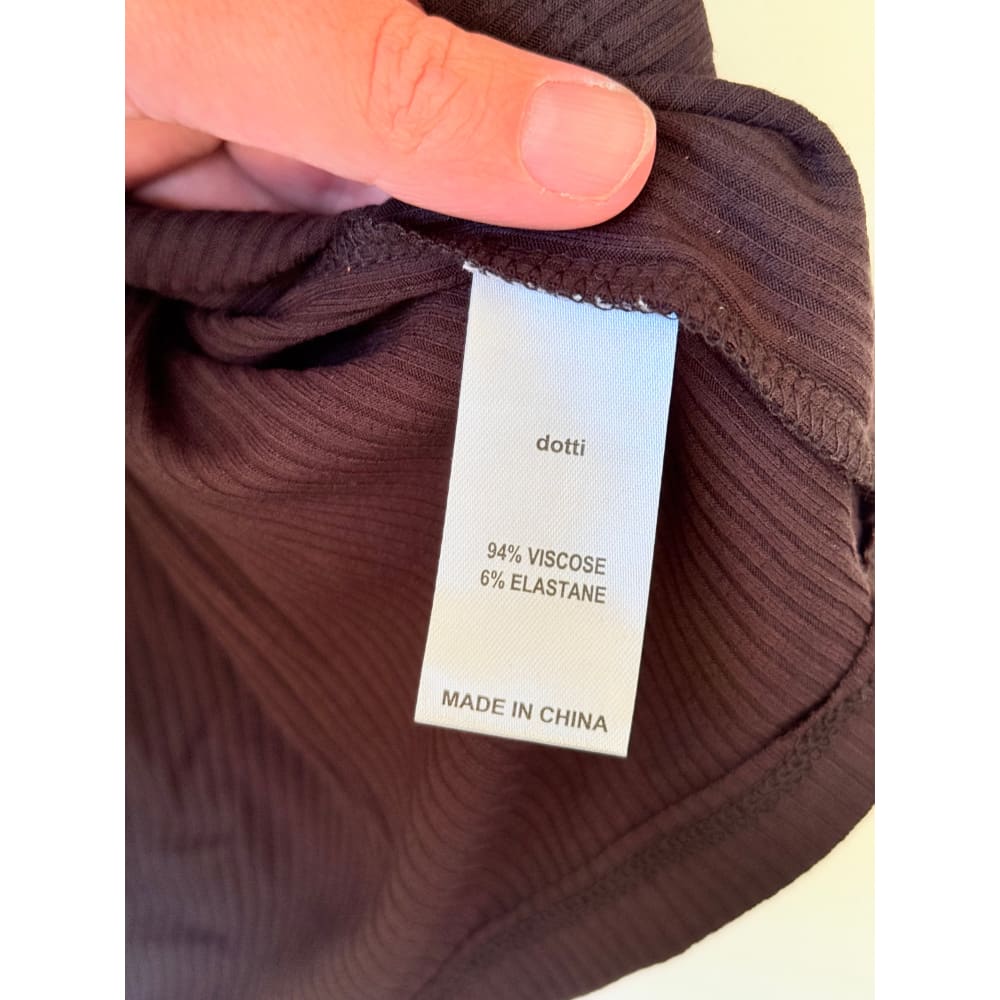 dotti
94% VISCOSE
6% ELASTANE
MADE IN CHINA